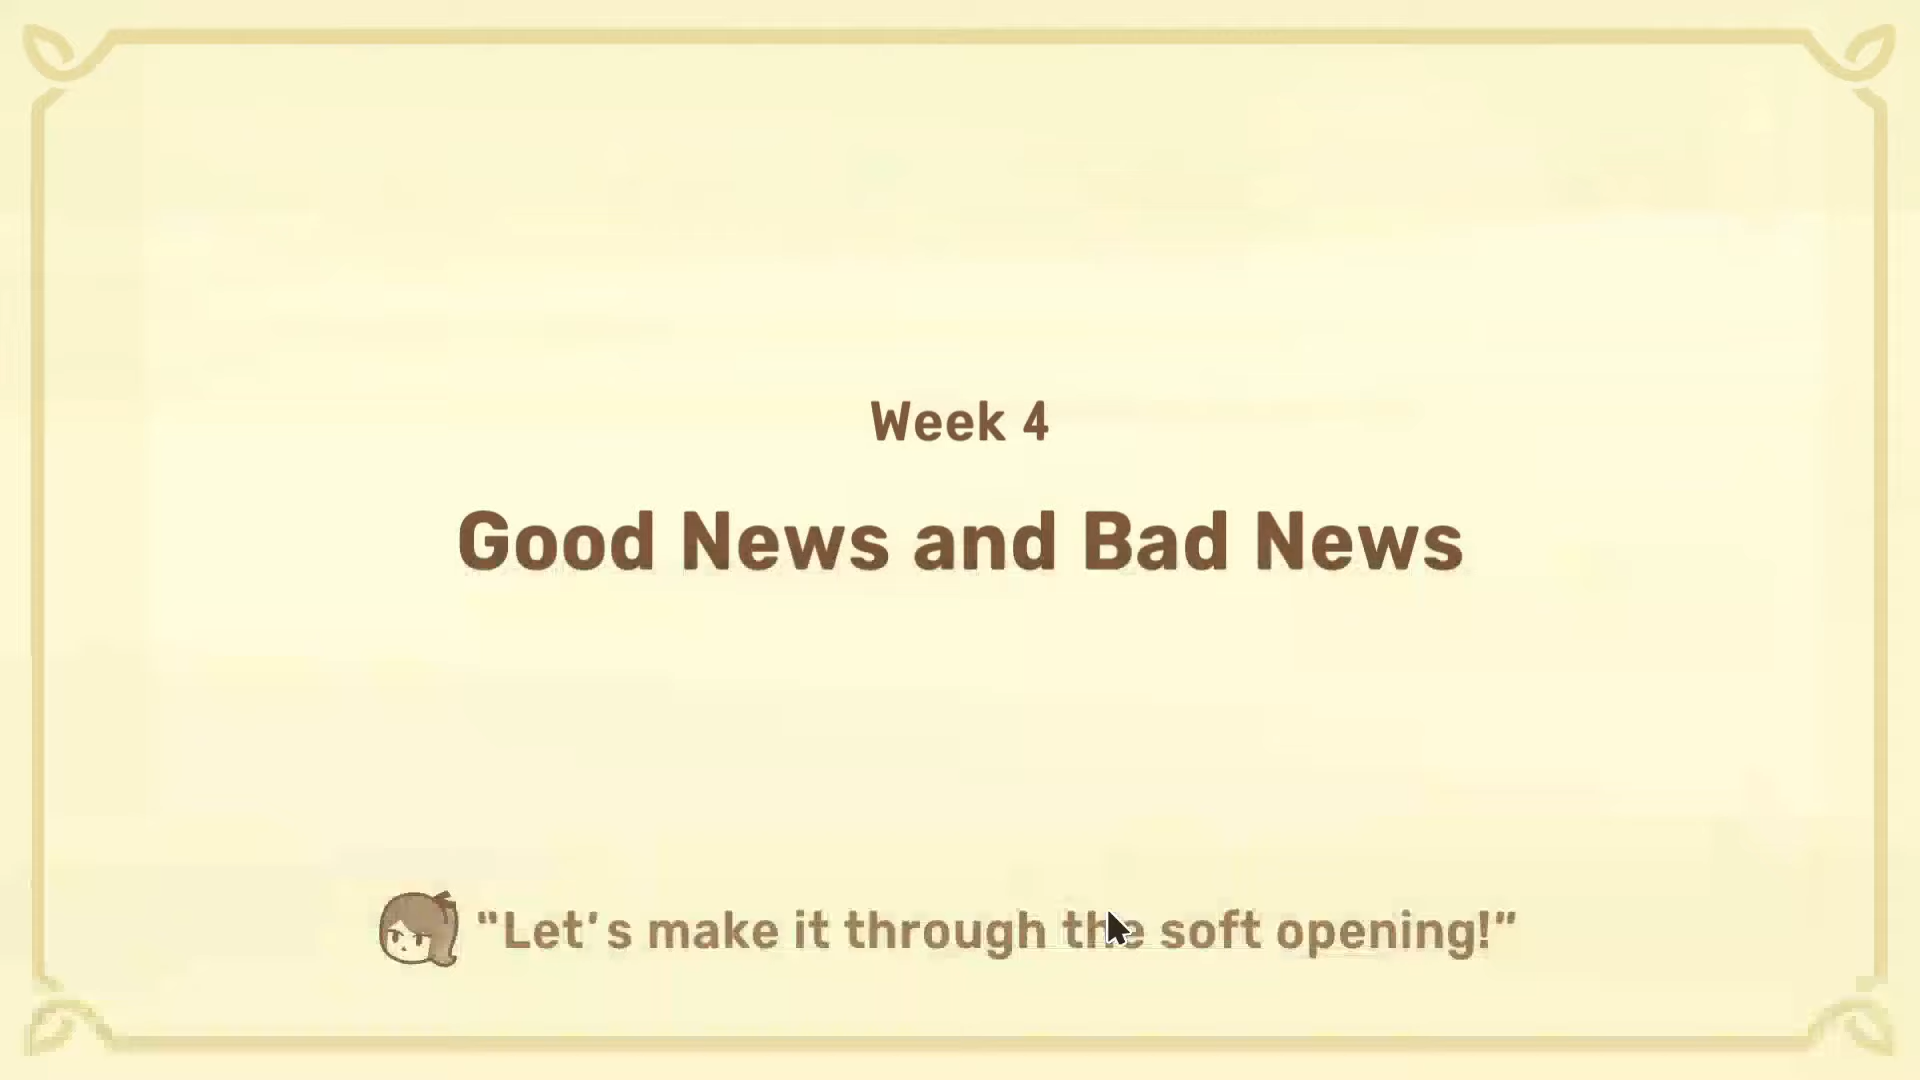 Week 4
Good News and Bad News
"Let's make it through the soft opening!"